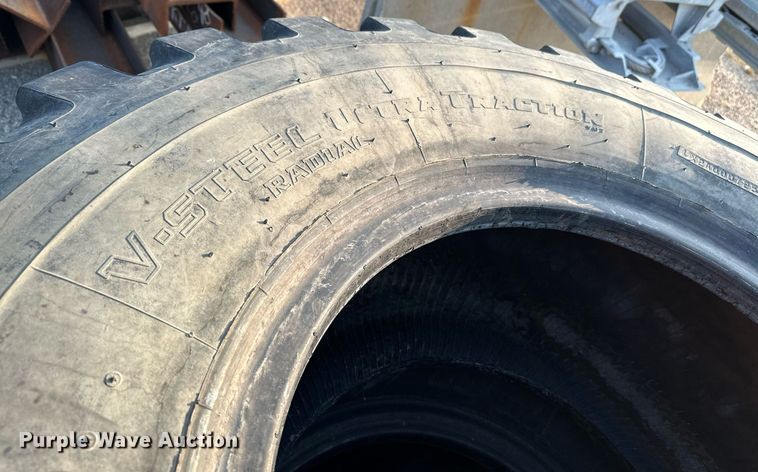 V·STEEL ULTRA TRACTION
RADIAL
Purple Wave Auction